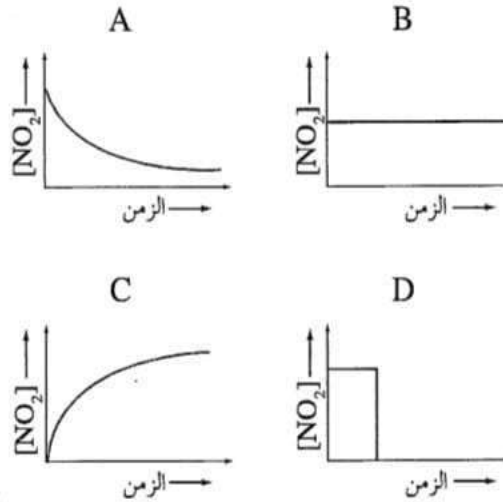 A
B
[NO₂] →
الزمن →
[NO₂] →
الزمن →
C
D
[NO₂] →
الزمن →
[NO₂] →
الزمن →